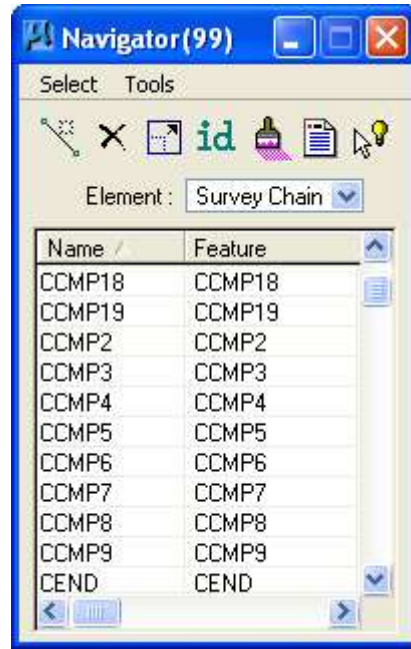 Navigator(99)
Select Tools
id
Element : Survey Chain
Name Feature
CCMP18 CCMP18
CCMP19 CCMP19
CCMP2 CCMP2
CCMP3 CCMP3
CCMP4 CCMP4
CCMP5 CCMP5
CCMP6 CCMP6
CCMP7 CCMP7
CCMP8 CCMP8
CCMP9 CCMP9
CEND CEND